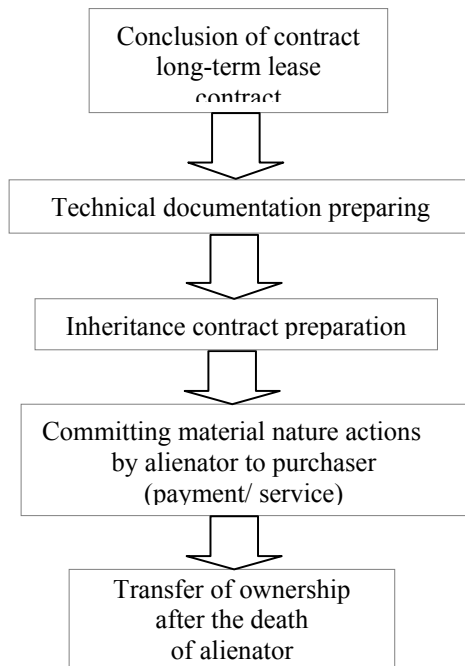 Conclusion of contract
long-term lease
contract
Technical documentation preparing
Inheritance contract preparation
Committing material nature actions
by alienator to purchaser
(payment/ service)
Transfer of ownership
after the death
of alienator